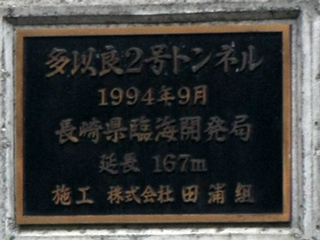 多以良2号トンネル
1994年9月
長崎県臨海開発局
延長 167m
施工 株式会社 田浦組